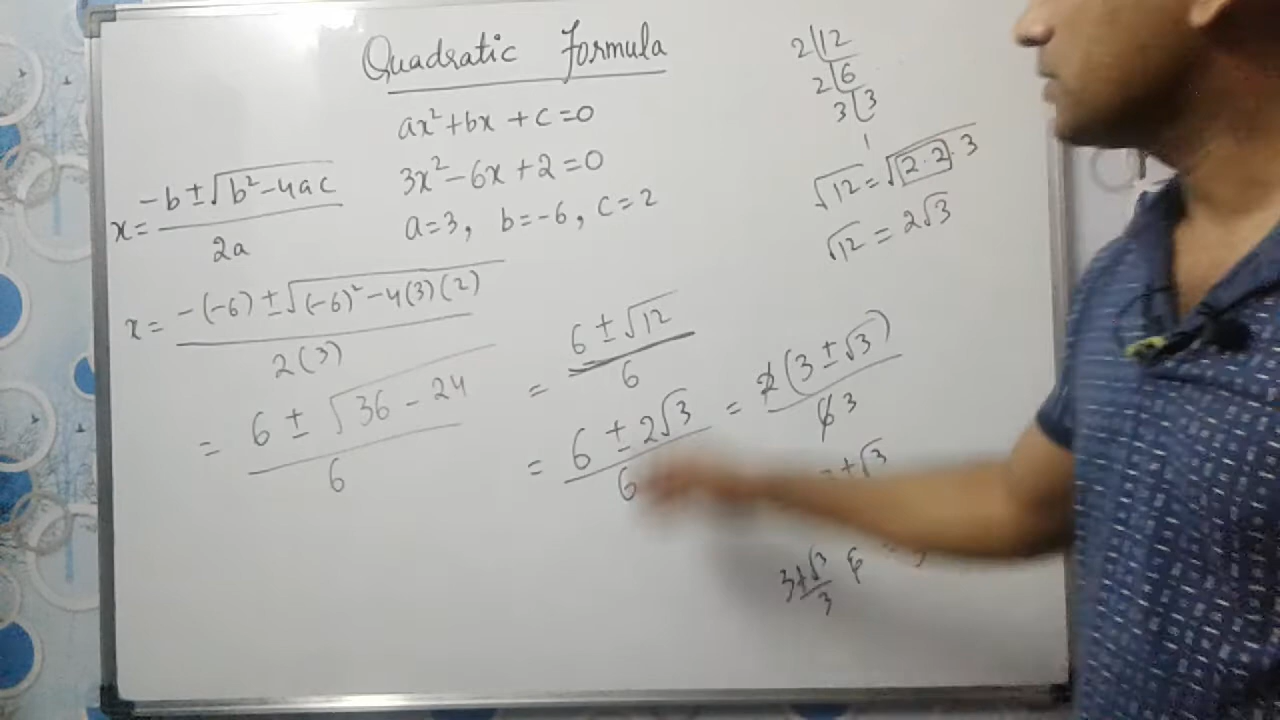 Quadratic Formula
ax²+bx+c=0
3x²-6x+2=0
a=3, b=-6, c=2
x= -b±√(b²-4ac) / 2a
x= -(-6)±√((-6)²-4(3)(2)) / 2(3)
= 6±√(36-24) / 6
= 6±√12 / 6
= 6±2√3 / 6
= 2(3±√3) / 6 3
+√3
3+√3 / 3
2|12
2|6
3|3
1
√12=√(2·2·3)
√12=2√3